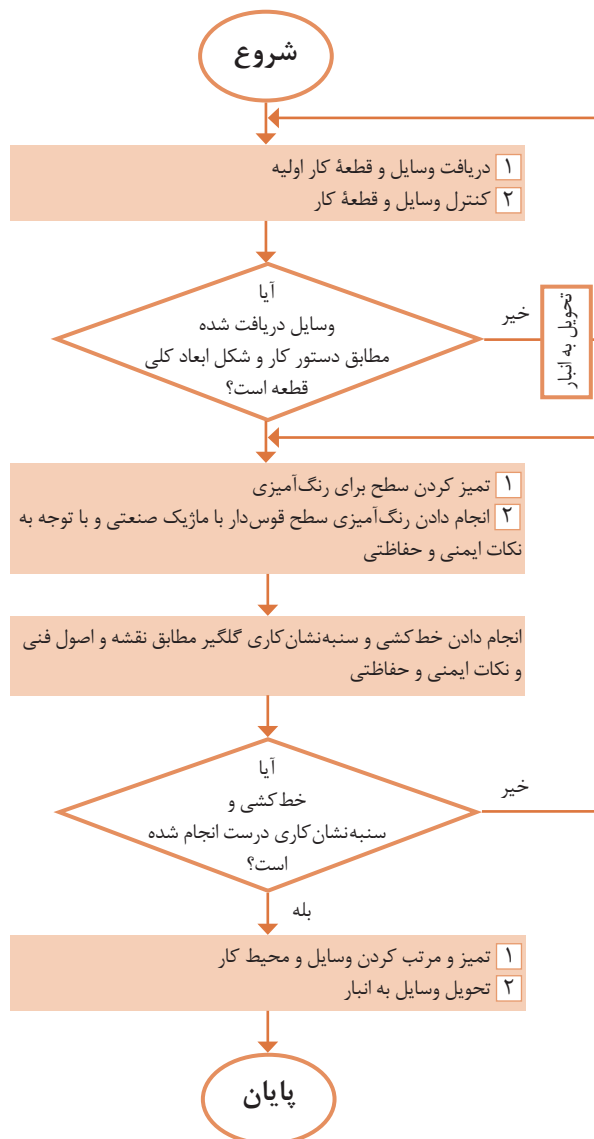 شروع
۱ دریافت وسایل و قطعهٔ کار اولیه
۲ کنترل وسایل و قطعهٔ کار
آیا
وسایل دریافت شده
مطابق دستور کار و شکل ابعاد کلی
قطعه است؟
خیر
تحویل به انبار
۱ تمیز کردن سطح برای رنگ‌آمیزی
۲ انجام دادن رنگ‌آمیزی سطح قوس‌دار با ماژیک صنعتی و با توجه به
نکات ایمنی و حفاظتی
انجام دادن خط‌کشی و سنبه‌نشان‌کاری گلگیر مطابق نقشه و اصول فنی
و نکات ایمنی و حفاظتی
آیا
خط‌کشی و
سنبه‌نشان‌کاری درست انجام شده
است؟
خیر
بله
۱ تمیز و مرتب کردن وسایل و محیط کار
۲ تحویل وسایل به انبار
پایان